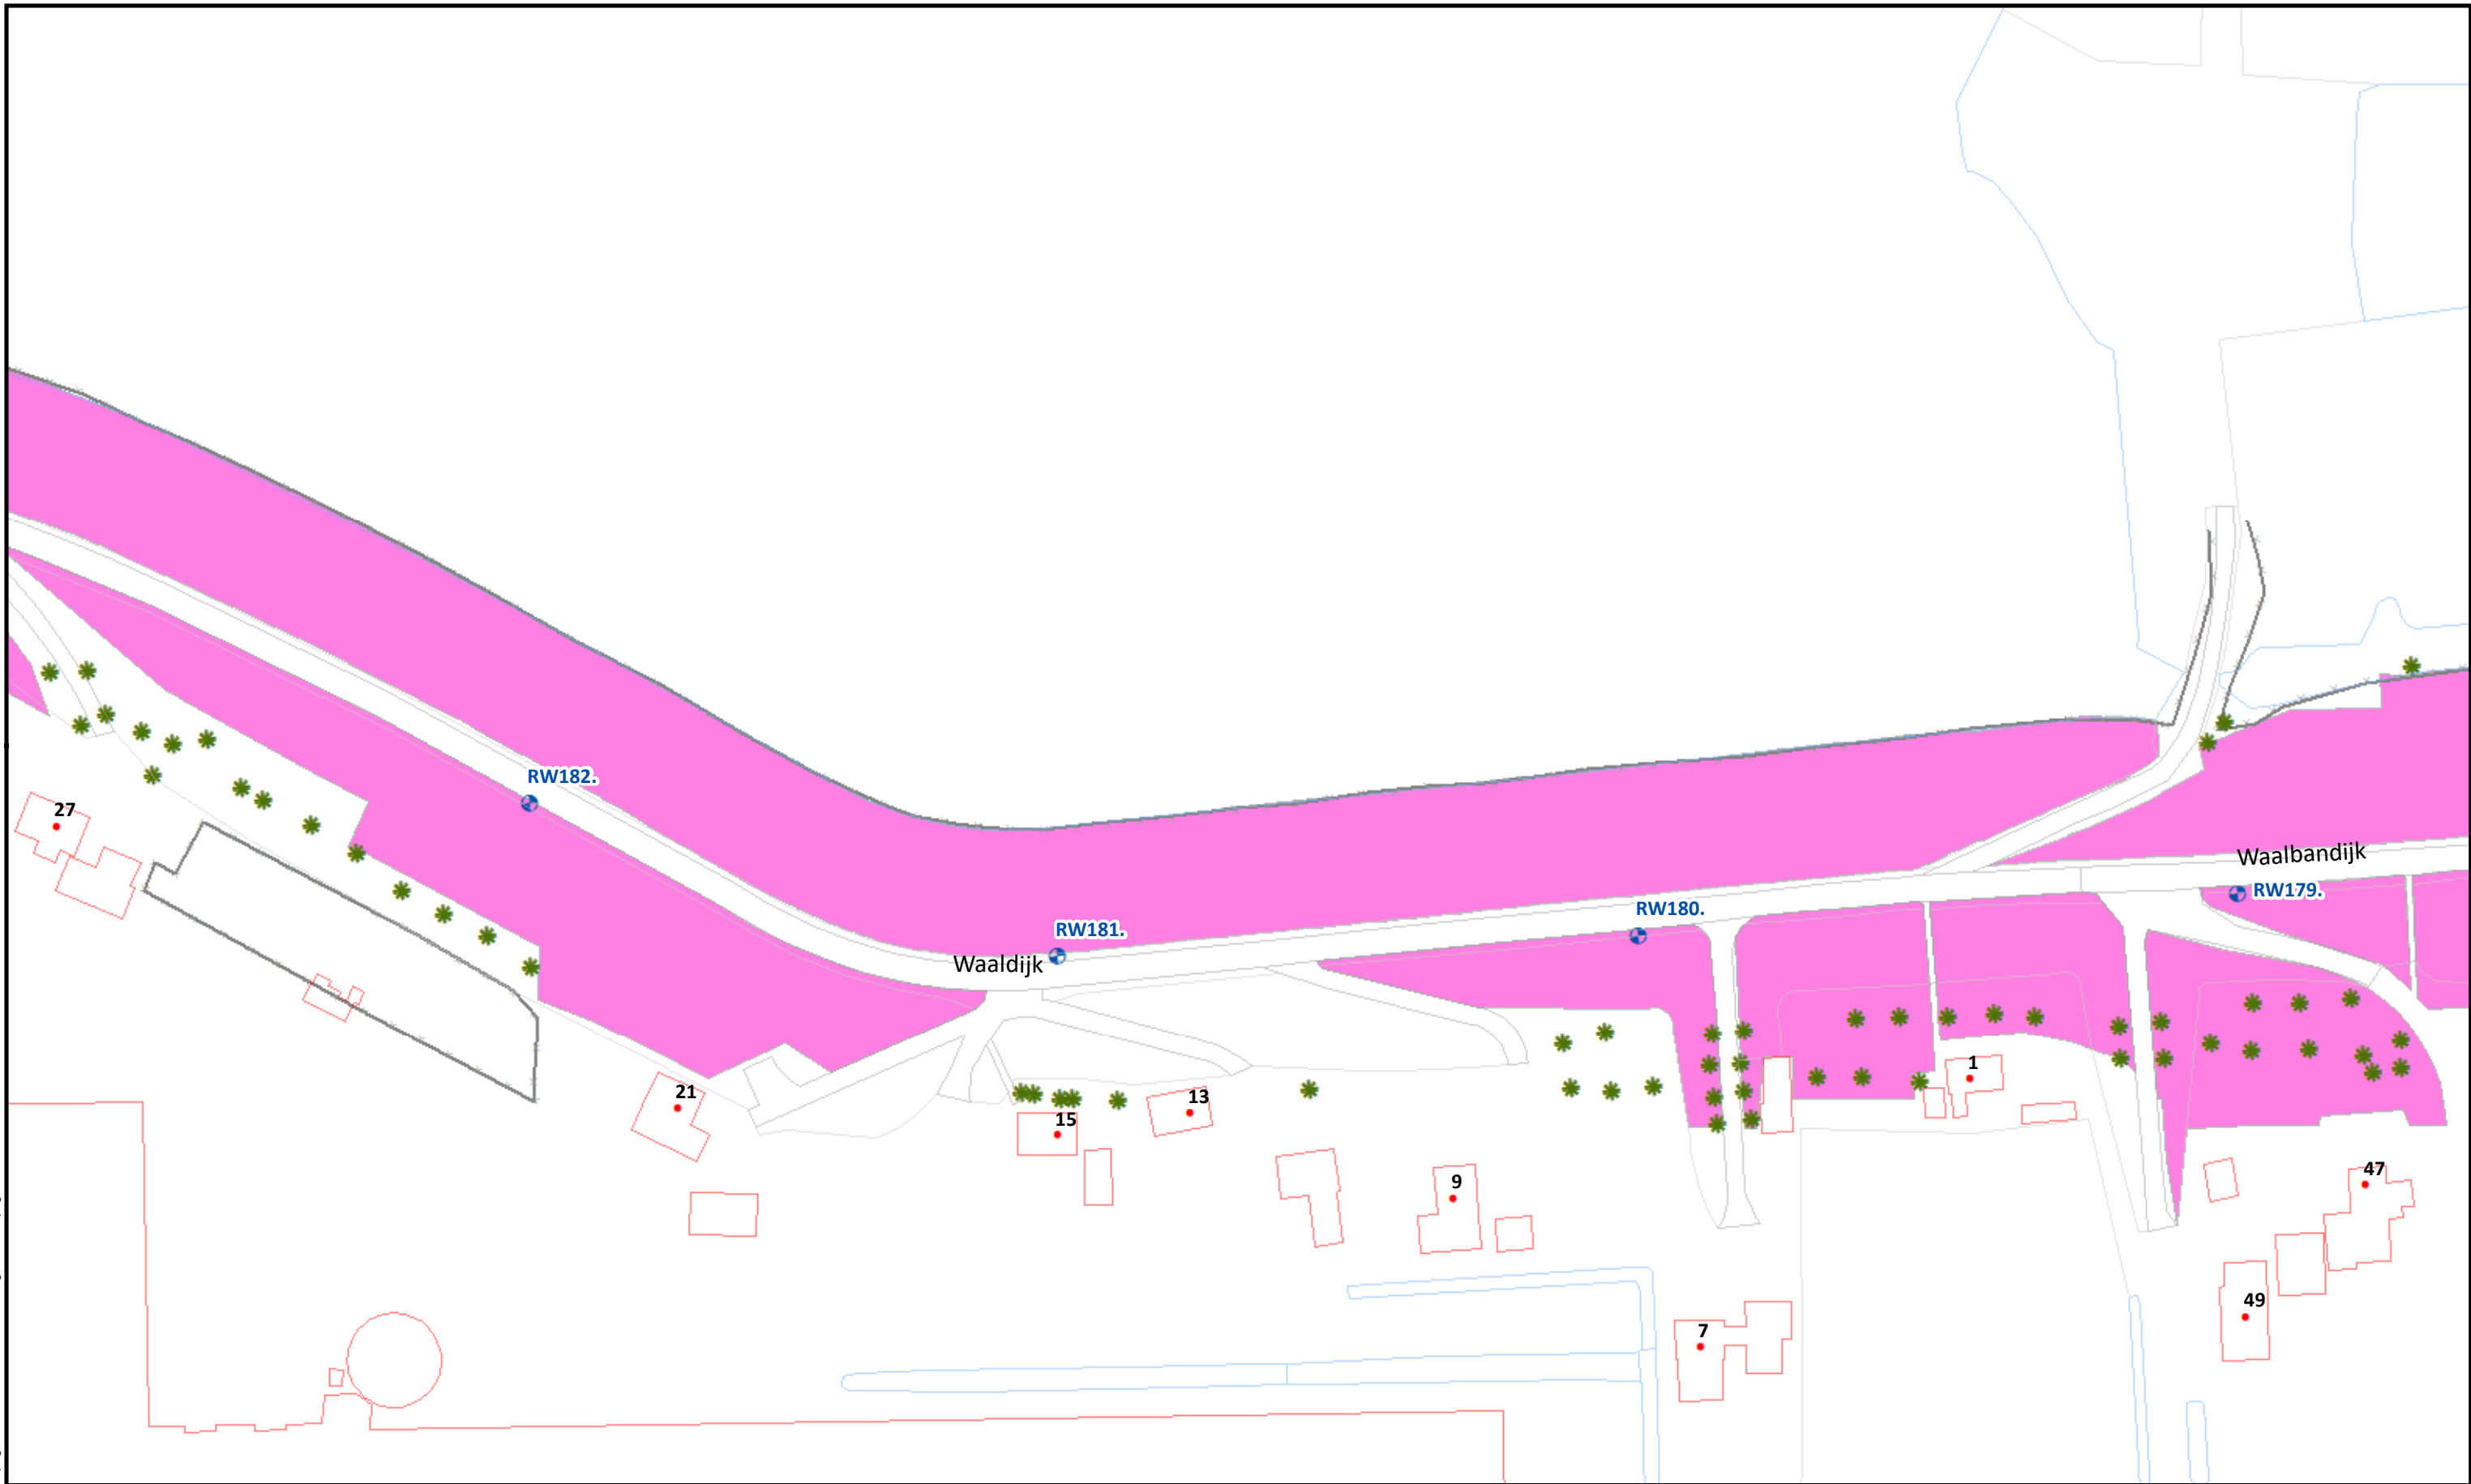 RW182.
27
Waalbandijk
RW179.
RW180.
RW181.
Waaldijk
1
21
13
15
47
9
49
7